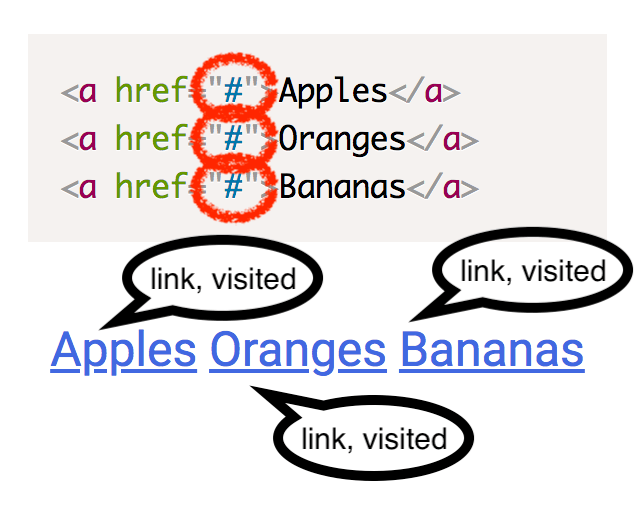 <a href="#">Apples</a>
<a href="#">Oranges</a>
<a href="#">Bananas</a>
link, visited
link, visited
Apples Oranges Bananas
link, visited